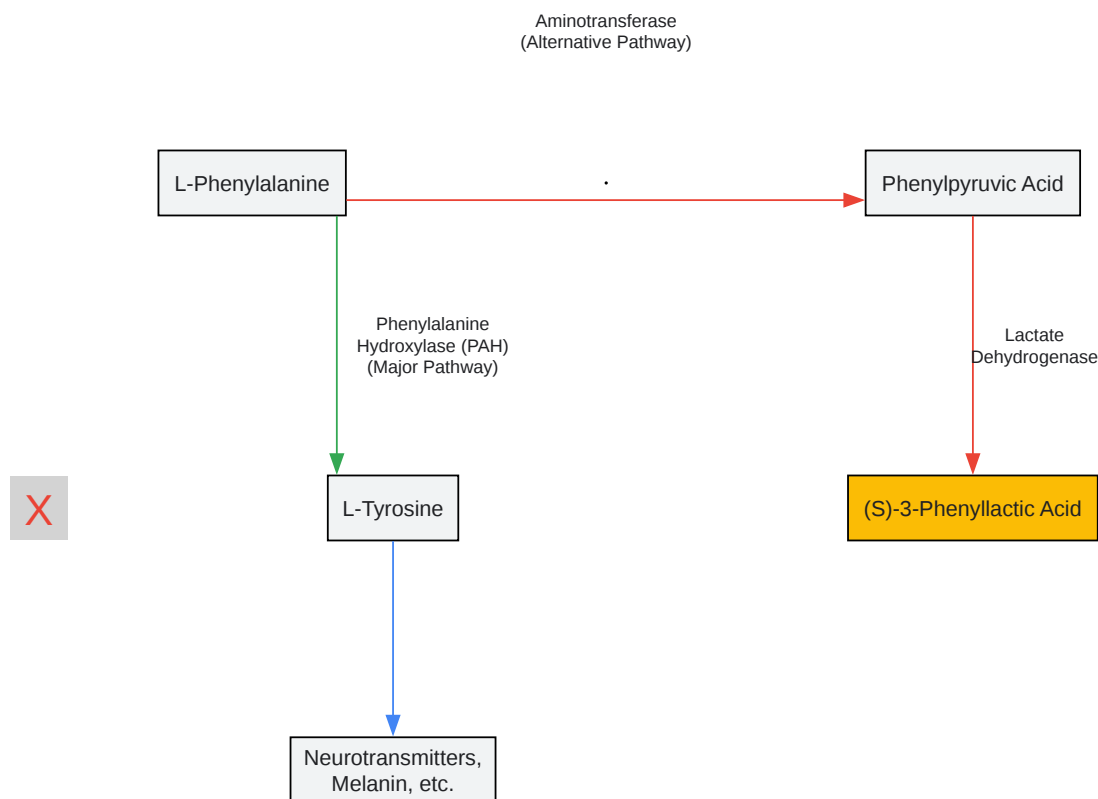 Aminotransferase
(Alternative Pathway)
L-Phenylalanine
.
Phenylpyruvic Acid
Phenylalanine
Hydroxylase (PAH)
(Major Pathway)
Lactate
Dehydrogenase
X
L-Tyrosine
(S)-3-Phenyllactic Acid
Neurotransmitters,
Melanin, etc.